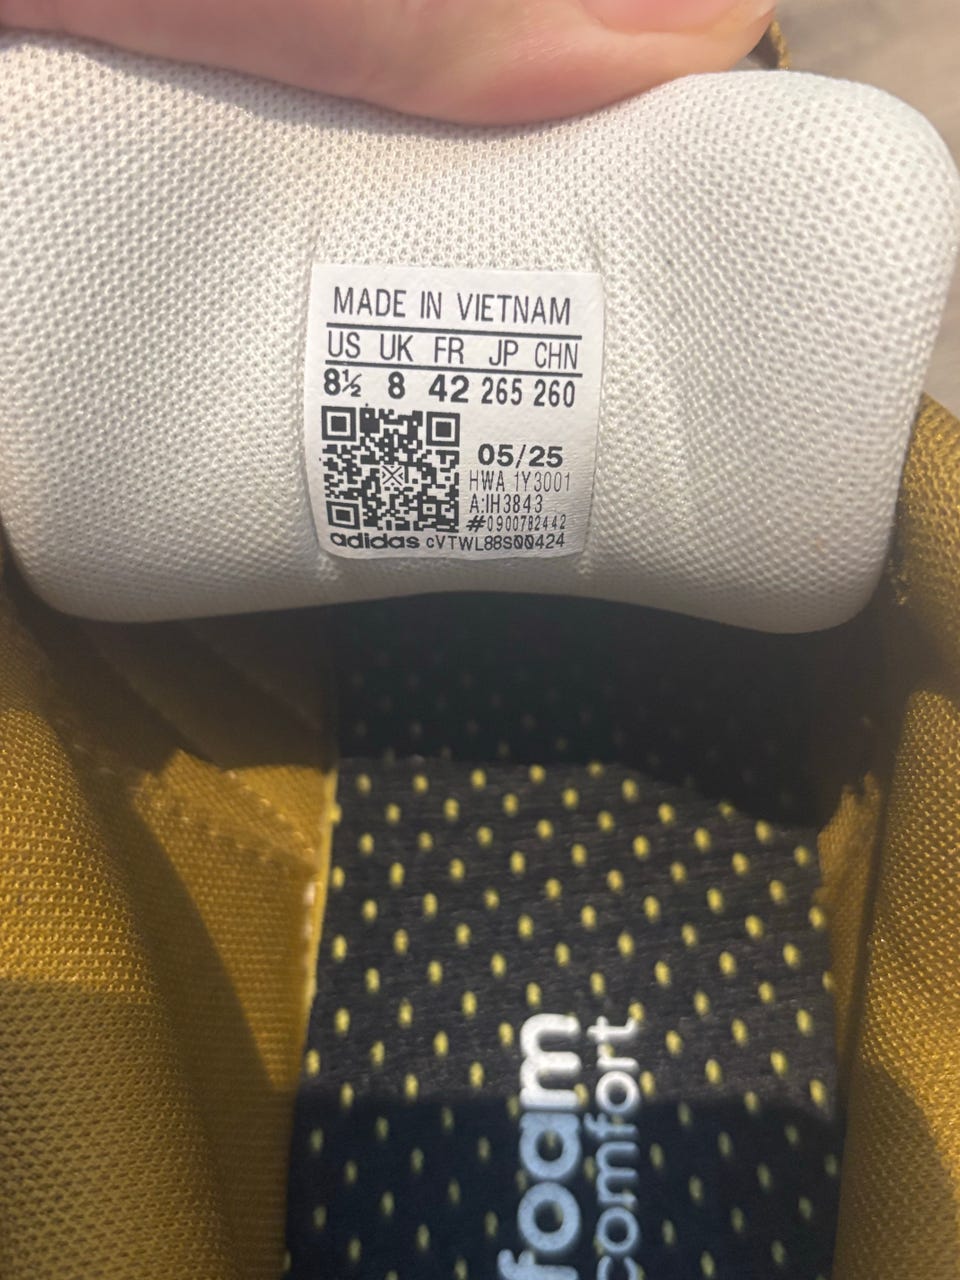 MADE IN VIETNAM
US UK FR JP CHN
8½ 8 42 265 260
05/25
HWA 1Y3001
A:IH3843
#0900782442
adidas cVTWL88S00424
foam
comfort